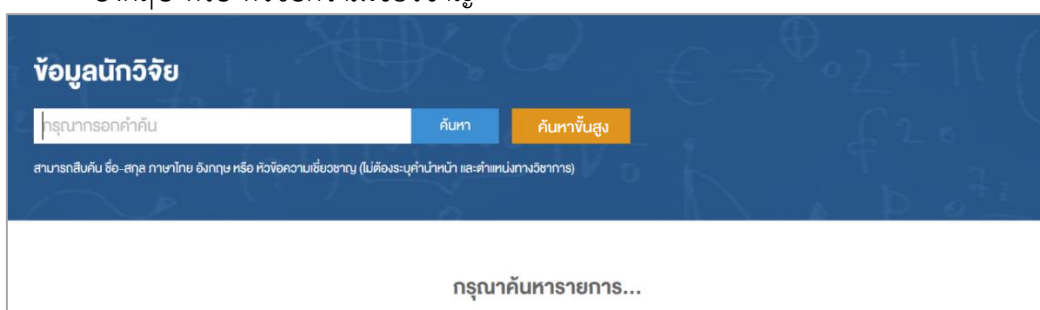 ข้อมูลนักวิจัย
กรุณากรอกคำค้น
ค้นหา
ค้นหาขั้นสูง
สามารถสืบค้น ชื่อ-สกุล ภาษาไทย อังกฤษ หรือ หัวข้อความเชี่ยวชาญ (ไม่ต้องระบุคำนำหน้า และตำแหน่งทางวิชาการ)
กรุณาค้นหารายการ...